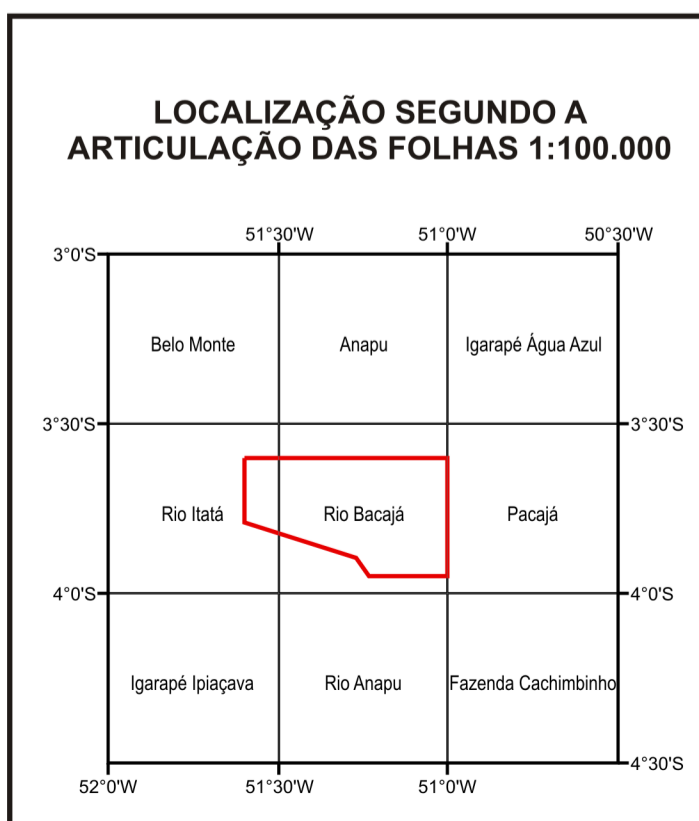 LOCALIZAÇÃO SEGUNDO A
ARTICULAÇÃO DAS FOLHAS 1:100.000
51°30'W 51°0'W 50°30'W
3°0'S
Belo Monte Anapu Igarapé Água Azul
3°30'S 3°30'S
Rio Itatá Rio Bacajá Pacajá
4°0'S 4°0'S
Igarapé Ipiaçava Rio Anapu Fazenda Cachimbinho
4°30'S
52°0'W 51°30'W 51°0'W